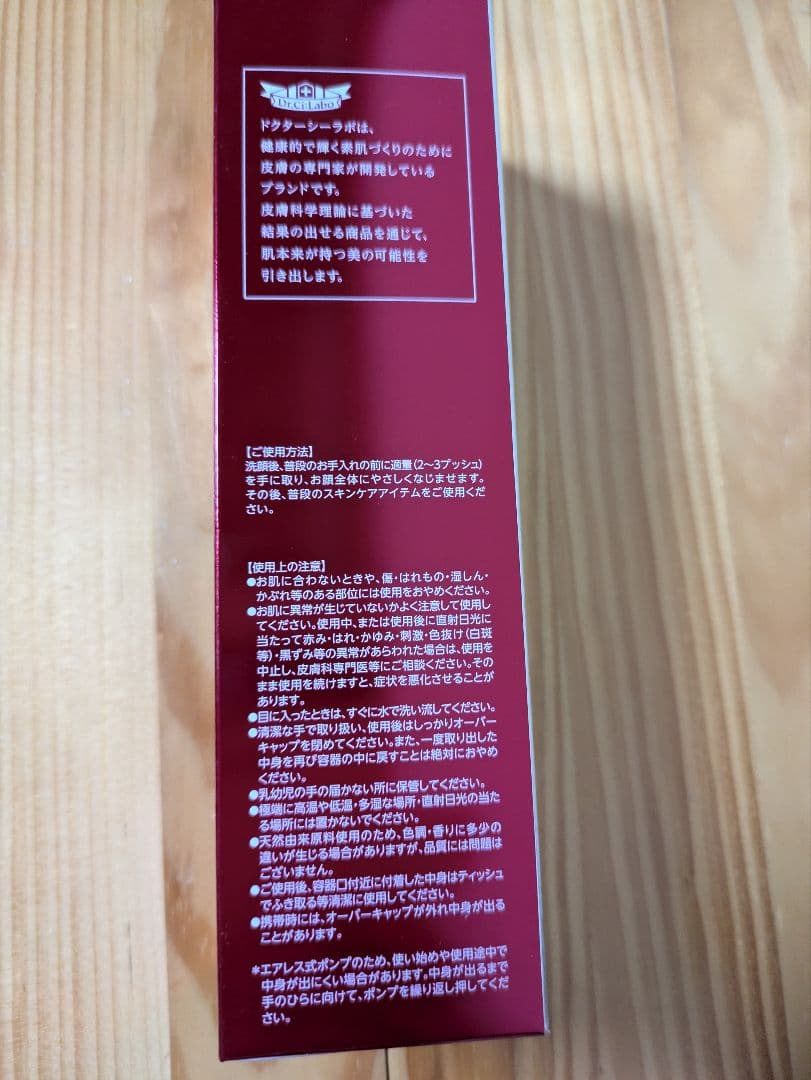 Dr.Ci:Labo
ドクターシーラボは、
健康的で輝く素肌づくりのために
皮膚の専門家が開発している
ブランドです。
皮膚科学理論に基づいた
結果の出せる商品を通じて、
肌本来が持つ美の可能性を
引き出します。
【ご使用方法】
洗顔後、普段のお手入れの前に適量(2〜3プッシュ)
を手に取り、お顔全体にやさしくなじませます。
その後、普段のスキンケアアイテムをご使用くだ
さい。
【使用上の注意】
●お肌に合わないときや、傷・はれもの・湿しん・
かぶれ等のある部位には使用をおやめください。
●お肌に異常が生じていないかよく注意して使用し
てください。使用中、または使用後に直射日光に
当たって赤み・はれ・かゆみ・刺激・色抜け(白斑
等)・黒ずみ等の異常があらわれた場合は、使用を
中止し、皮膚科専門医等にご相談ください。その
まま使用を続けますと、症状を悪化させることが
あります。
●目に入ったときは、すぐに水で洗い流してください。
●清潔な手で取り扱い、使用後はしっかりオーバー
キャップを閉めてください。また、一度取り出した
中身を再び容器の中に戻すことは絶対におやめ
ください。
●乳幼児の手の届かない所に保管してください。
●極端に高温や低温・多湿な場所・直射日光の当た
る場所には置かないでください。
●天然由来原料使用のため、色調・香りに多少の
違いが生じる場合がありますが、品質には問題は
ございません。
●ご使用後、容器口付近に付着した中身はティッシュ
でふき取る等清潔に使用してください。
●携帯時には、オーバーキャップが外れ中身が出る
ことがあります。
*エアレス式ポンプのため、使い始めや使用途中で
中身が出にくい場合があります。中身が出るまで
手のひらに向けて、ポンプを繰り返し押してくだ
さい。